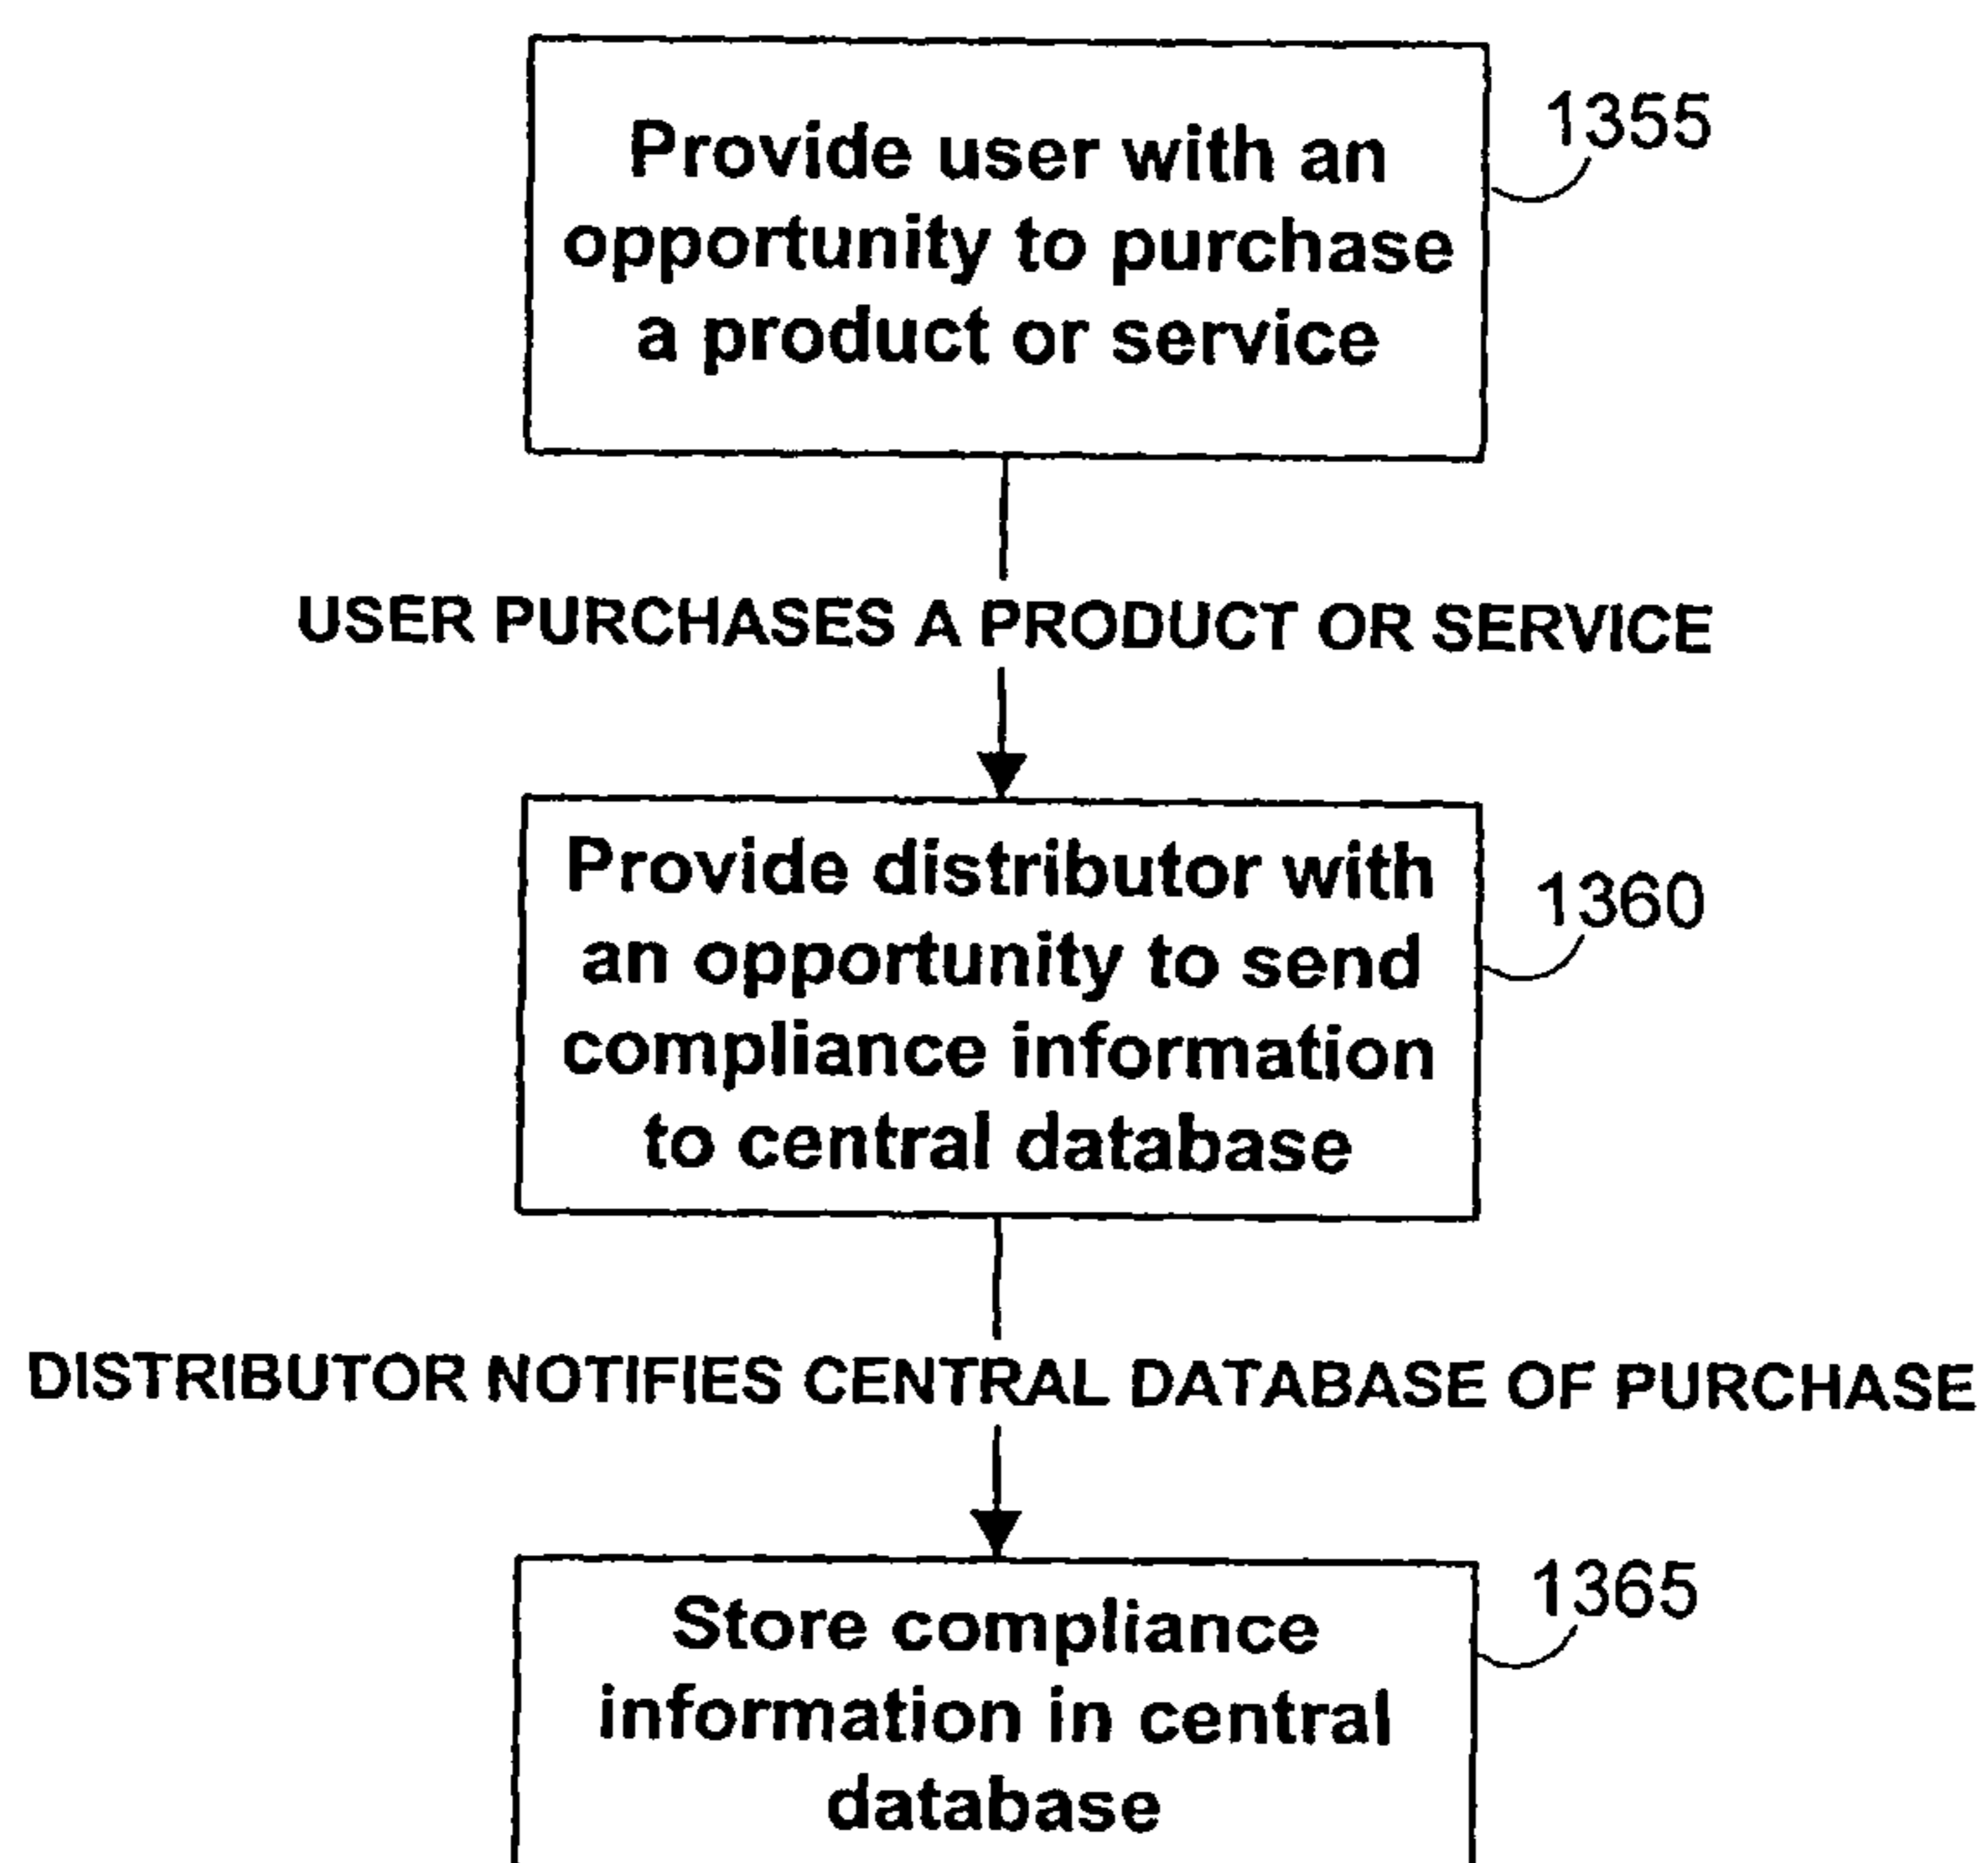 Provide user with an
opportunity to purchase
a product or service
1355
USER PURCHASES A PRODUCT OR SERVICE
Provide distributor with
an opportunity to send
compliance information
to central database
1360
DISTRIBUTOR NOTIFIES CENTRAL DATABASE OF PURCHASE
Store compliance
information in central
database
1365